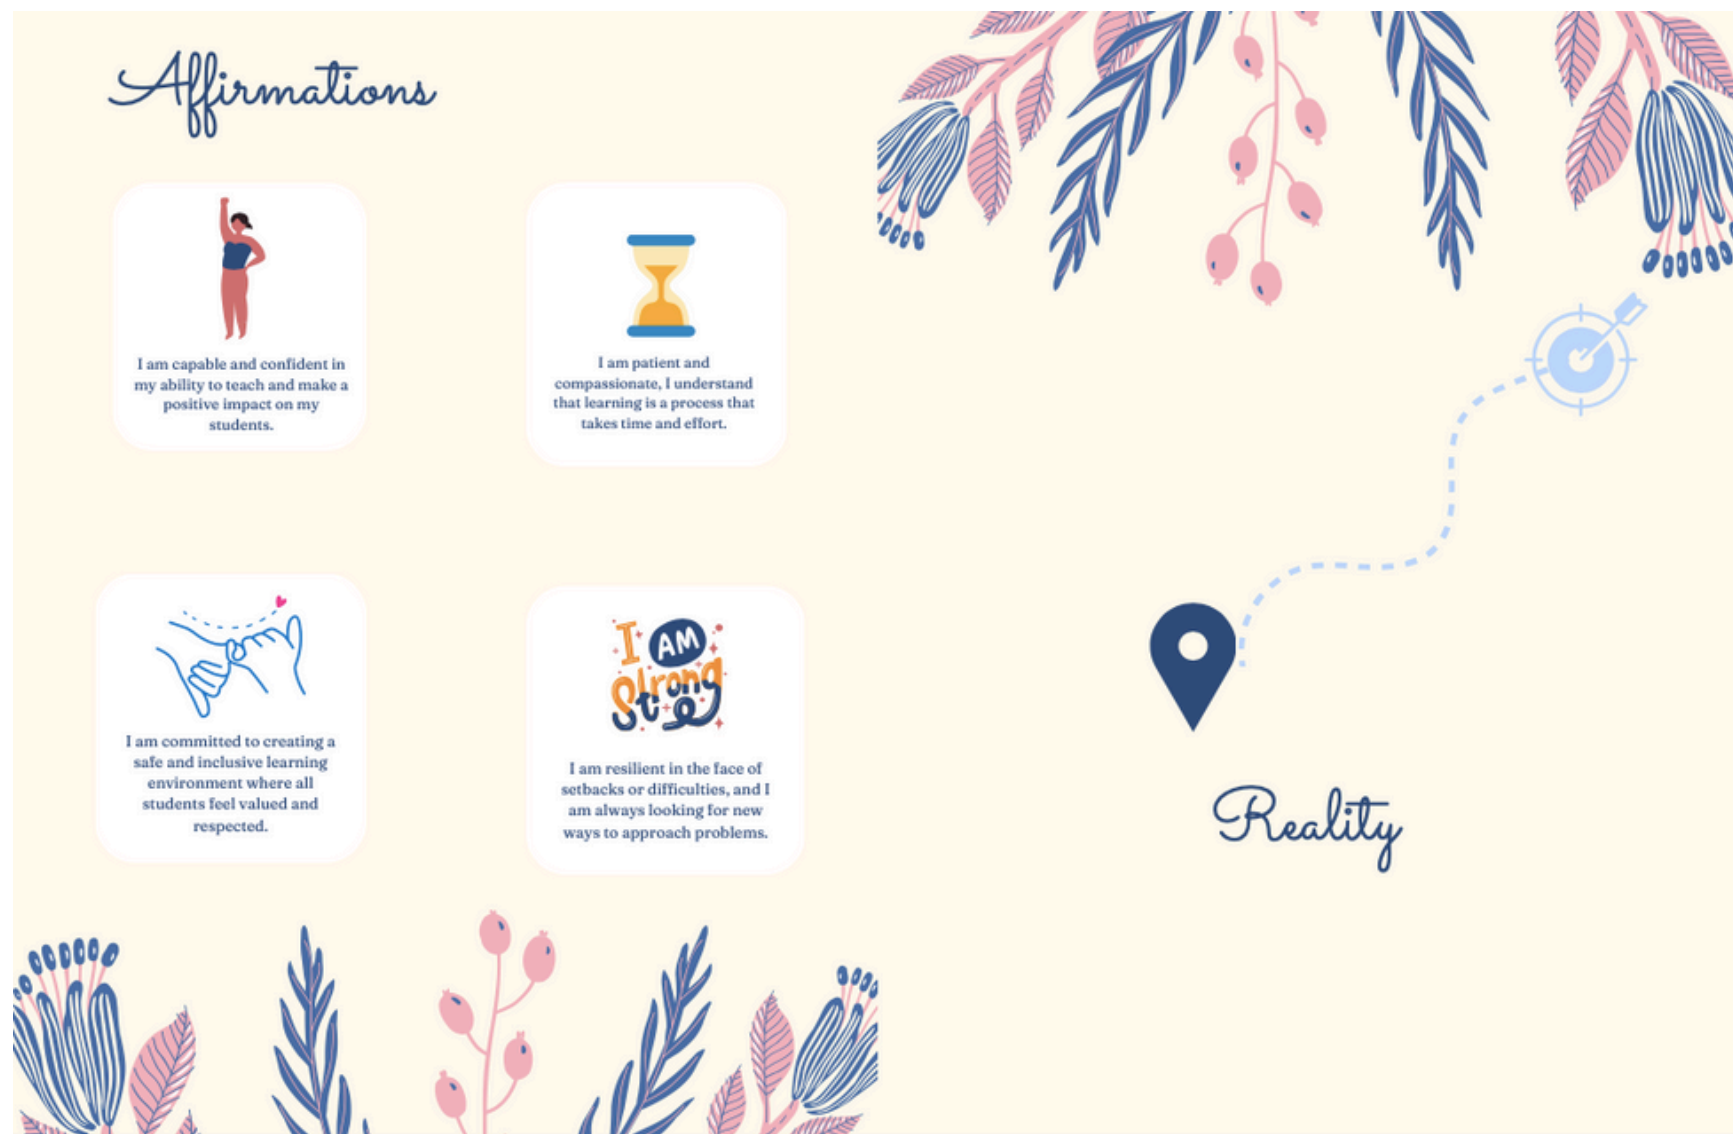 Affirmations
I am capable and confident in
my ability to teach and make a
positive impact on my
students.
I am patient and
compassionate, I understand
that learning is a process that
takes time and effort.
I am committed to creating a
safe and inclusive learning
environment where all
students feel valued and
respected.
I AM
Strong
I am resilient in the face of
setbacks or difficulties, and I
am always looking for new
ways to approach problems.
Reality